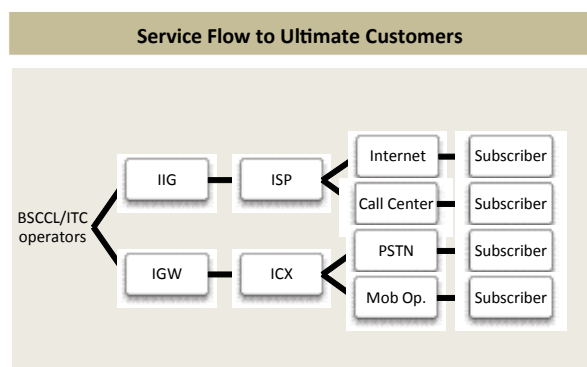 Service Flow to Ultimate Customers
Internet
Subscriber
IIG
ISP
Call Center
Subscriber
BSCCL/ITC
operators
PSTN
Subscriber
IGW
ICX
Mob Op.
Subscriber